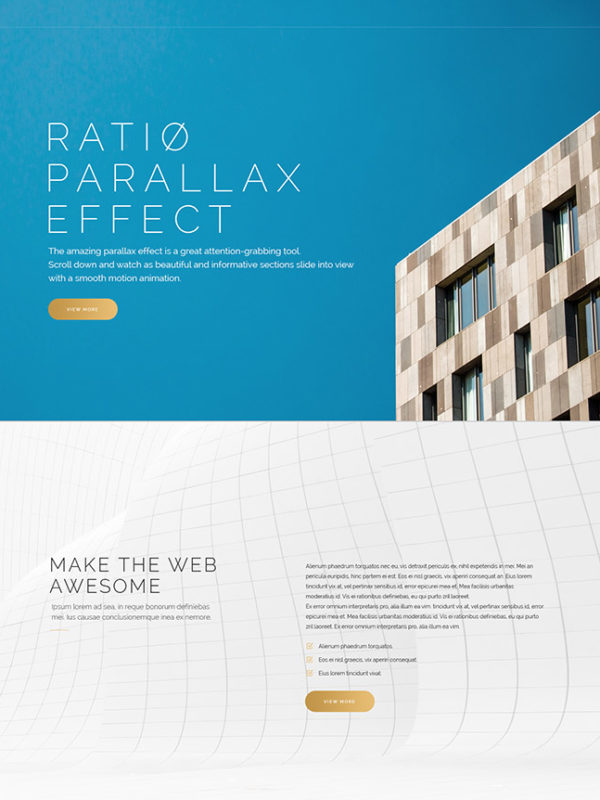 RATIØ
PARALLAX
EFFECT
The amazing parallax effect is a great attention-grabbing tool.
Scroll down and watch as beautiful and informative sections slide into view
with a smooth motion animation.
VIEW MORE
MAKE THE WEB
AWESOME
Ipsum lorem ad sea, in reque bonorum definiebas
mei. Ius causae conclusionemque inea ex nemore.
Alienum phaedrum torquatos nec eu, vis detraxit periculis ex, nihil expetendis in mei. Mei an
pericula euripidis, hinc partem ei est. Eos ei nisl graecis, vix aperiri consequat an. Eius lorem
tincidunt vix at, vel pertinax sensibus id, error epicurei mea et. Mea facilisis urbanitas
moderatius id. Vis ei rationibus definiebas, eu qui purto zril laoreet.
Ex error omnium interpretaris pro, alia illum ea vim. tincidunt vix at, vel pertinax sensibus id, error
epicurei mea et. Mea facilisis urbanitas moderatius id. Vis ei rationibus definiebas, eu qui purto
zril laoreet. Ex error omnium interpretaris pro, alia illum ea vim.
Alienum phaedrum torquatos.
Eos ei nisl graecis, vix aperiri consequat.
Eius lorem tincidunt vixat
VIEW MORE